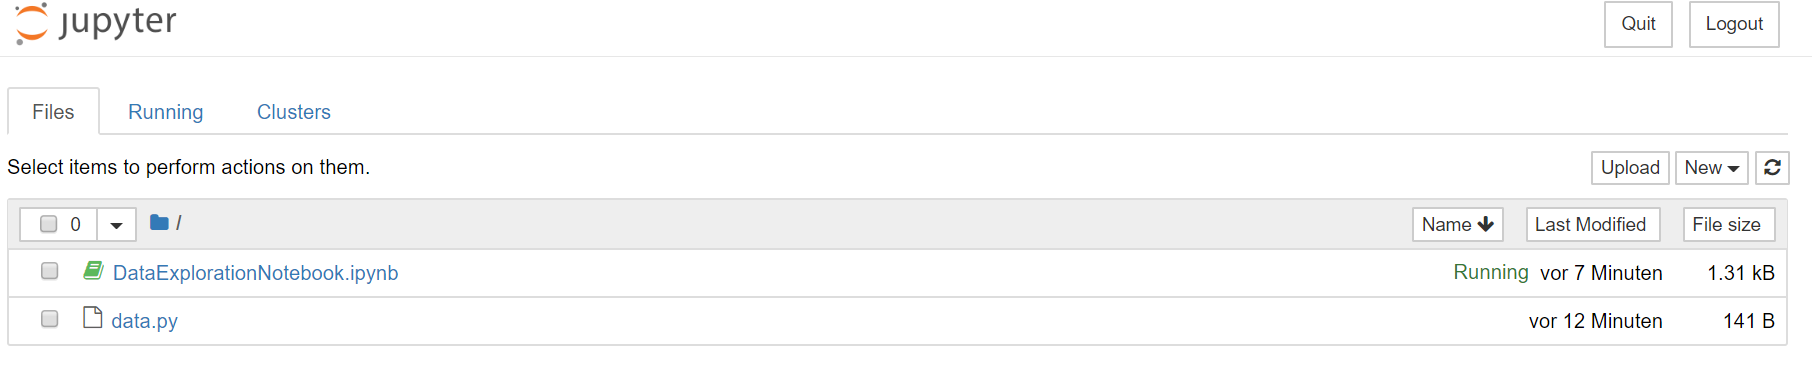 jupyter Quit Logout
Files Running Clusters
Select items to perform actions on them. Upload New
0 / Name Last Modified File size
DataExplorationNotebook.ipynb Running vor 7 Minuten 1.31 kB
data.py vor 12 Minuten 141 B